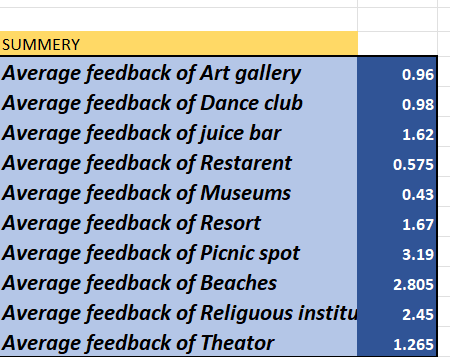 SUMMERY
Average feedback of Art gallery 0.96
Average feedback of Dance club 0.98
Average feedback of juice bar 1.62
Average feedback of Restarent 0.575
Average feedback of Museums 0.43
Average feedback of Resort 1.67
Average feedback of Picnic spot 3.19
Average feedback of Beaches 2.805
Average feedback of Religuous institu 2.45
Average feedback of Theator 1.265